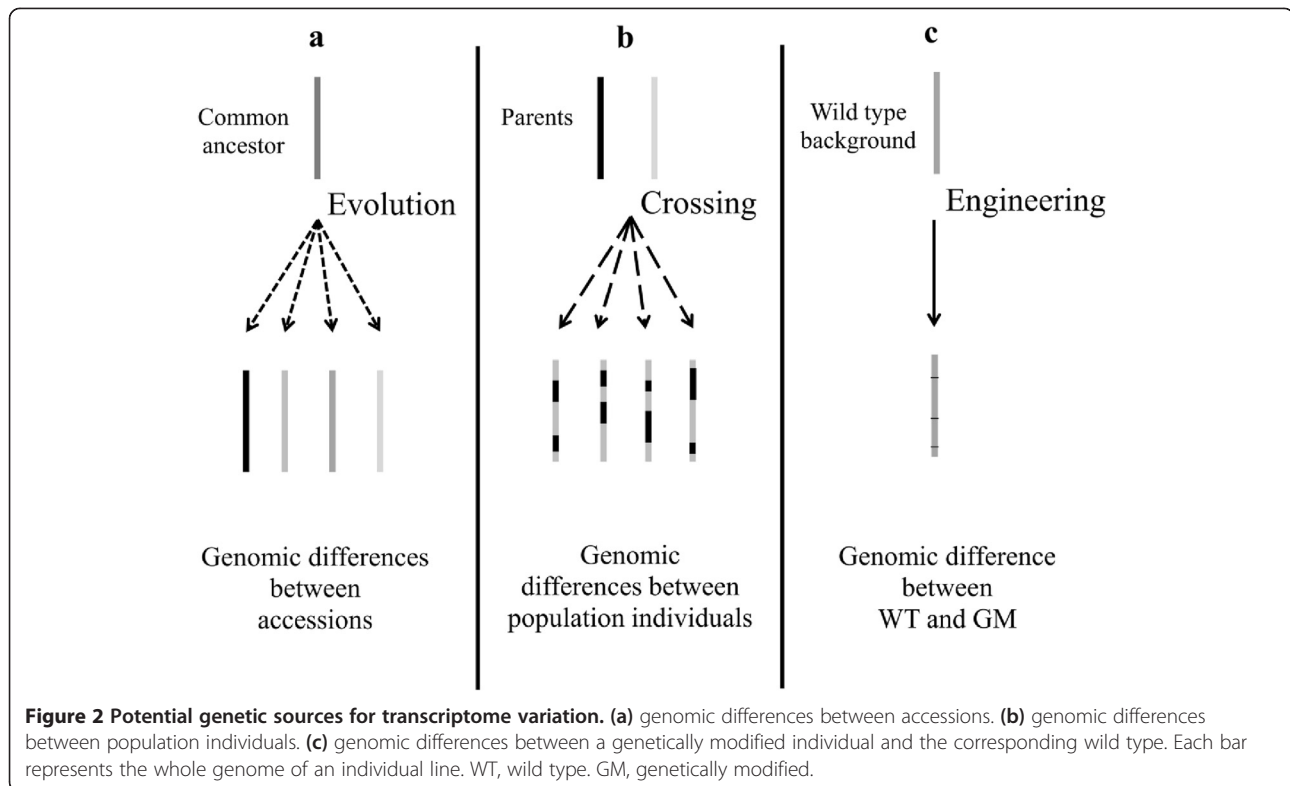 a
Common
ancestor
Evolution
Genomic differences
between
accessions
b
Parents
Crossing
Genomic
differences between
population individuals
c
Wild type
background
Engineering
Genomic difference
between
WT and GM
Figure 2 Potential genetic sources for transcriptome variation. (a) genomic differences between accessions. (b) genomic differences
between population individuals. (c) genomic differences between a genetically modified individual and the corresponding wild type. Each bar
represents the whole genome of an individual line. WT, wild type. GM, genetically modified.